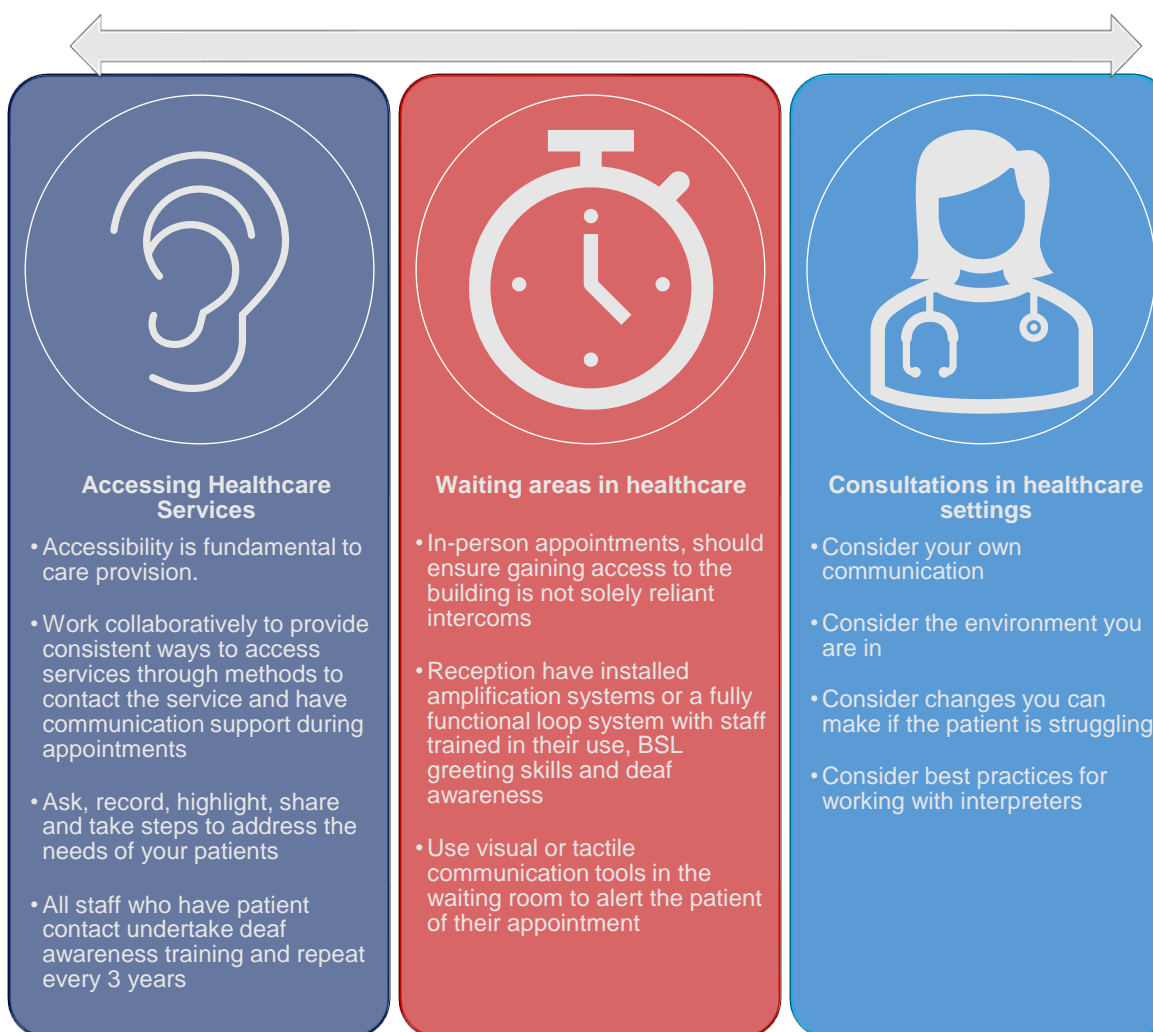 Accessing Healthcare
Services
• Accessibility is fundamental to
care provision.
• Work collaboratively to provide
consistent ways to access
services through methods to
contact the service and have
communication support during
appointments
• Ask, record, highlight, share
and take steps to address the
needs of your patients
• All staff who have patient
contact undertake deaf
awareness training and repeat
every 3 years
Waiting areas in healthcare
• In-person appointments, should
ensure gaining access to the
building is not solely reliant
intercoms
• Reception have installed
amplification systems or a fully
functional loop system with staff
trained in their use, BSL
greeting skills and deaf
awareness
• Use visual or tactile
communication tools in the
waiting room to alert the patient
of their appointment
Consultations in healthcare
settings
• Consider your own
communication
• Consider the environment you
are in
• Consider changes you can
make if the patient is struggling
• Consider best practices for
working with interpreters